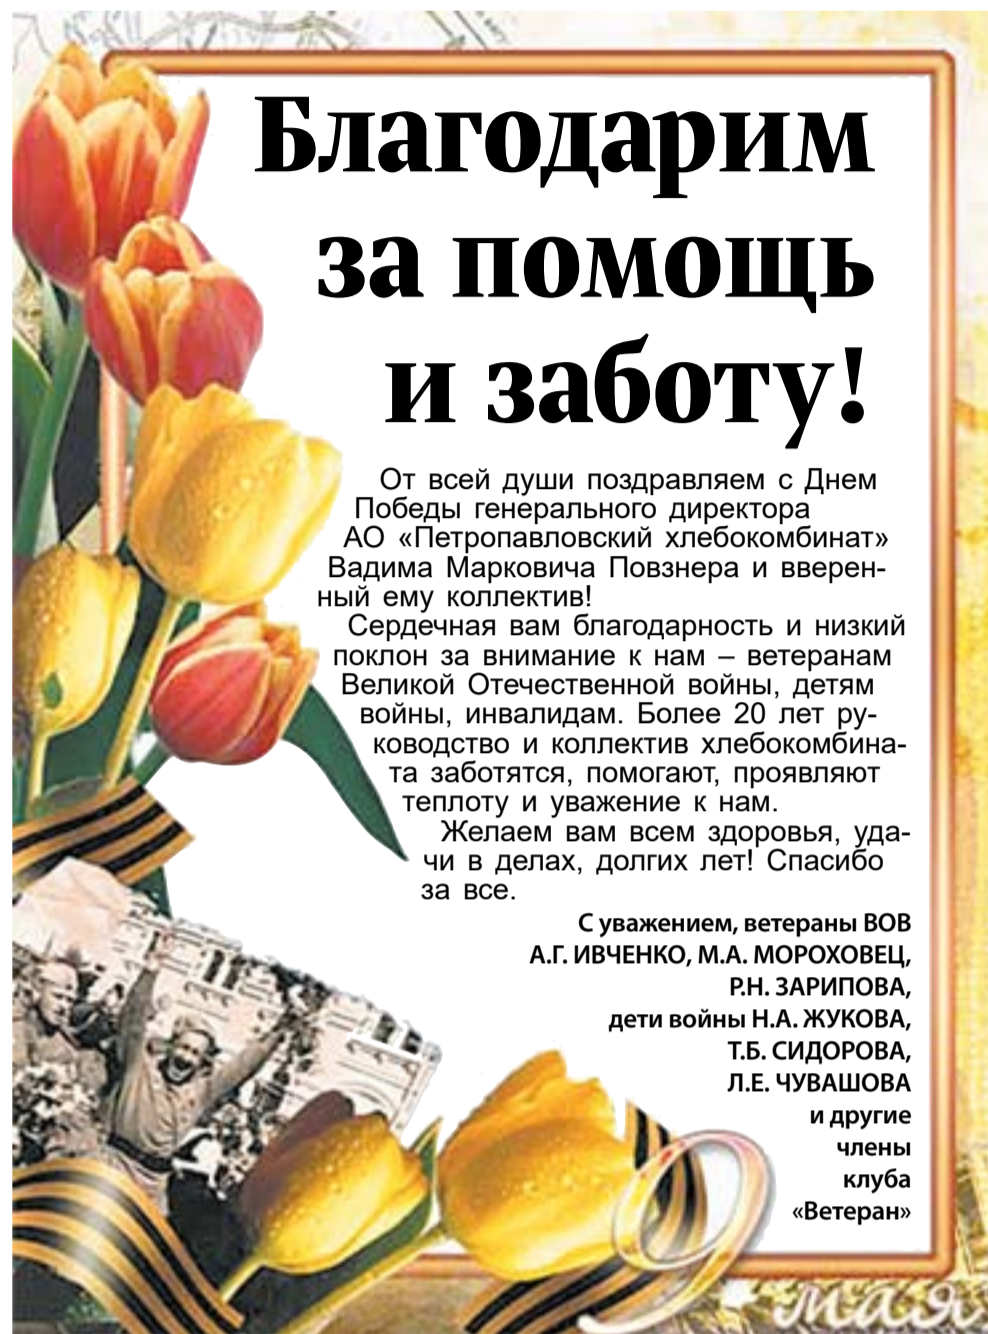 Благодарим
за помощь
и заботу!
От всей души поздравляем с Днем
Победы генерального директора
АО «Петропавловский хлебокомбинат»
Вадима Марковича Повзнера и вверен-
ный ему коллектив!
Сердечная вам благодарность и низкий
поклон за внимание к нам – ветеранам
Великой Отечественной войны, детям
войны, инвалидам. Более 20 лет ру-
ководство и коллектив хлебокомбина-
та заботятся, помогают, проявляют
теплоту и уважение к нам.
Желаем вам всем здоровья, уда-
чи в делах, долгих лет! Спасибо
за все.
С уважением, ветераны ВОВ
А.Г. ИВЧЕНКО, М.А. МОРОХОВЕЦ,
Р.Н. ЗАРИПОВА,
дети войны Н.А. ЖУКОВА,
Т.Б. СИДОРОВА,
Л.Е. ЧУВАШОВА
и другие
члены
клуба
«Ветеран»
9 мая